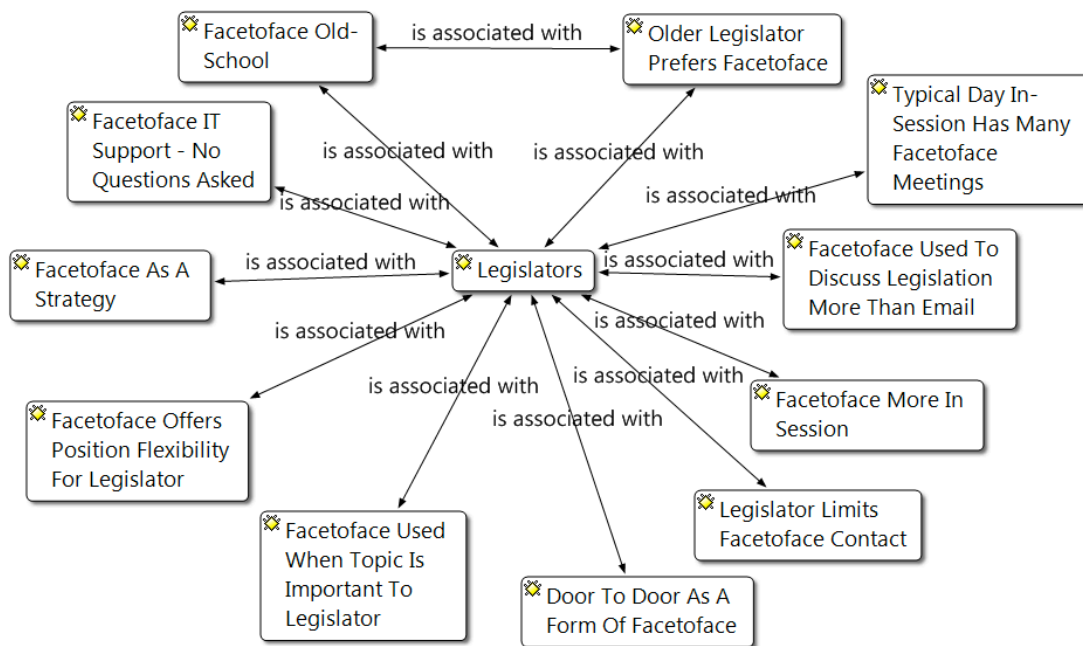 Facetoface Old-
School
is associated with
Older Legislator
Prefers Facetoface
Typical Day In-
Session Has Many
Facetoface
Meetings
Facetoface IT
Support - No
Questions Asked
is associated with
is associated with
is associated with
is associated with
Facetoface As A
Strategy
is associated with
Legislators
is associated with
Facetoface Used To
Discuss Legislation
More Than Email
is associated with
is associated with
is associated with
is associated with
is associated with
Facetoface Offers
Position Flexibility
For Legislator
Facetoface More In
Session
Facetoface Used
When Topic Is
Important To
Legislator
Legislator Limits
Facetoface Contact
Door To Door As A
Form Of Facetoface